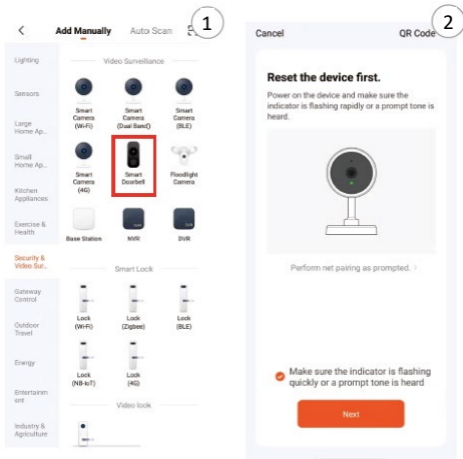 1
Add Manually Auto Scan
Lighting
Sensors
Large
Home Ap...
Small
Home Ap...
Kitchen
Appliances
Exercise &
Health
Security &
Video Sur...
Gateway
Control
Outdoor
Travel
Energy
Entertainm
ent
Industry &
Agriculture
Video Surveillance
Smart
Camera
(Wi-Fi)
Smart
Camera
(Dual Band)
Smart
Camera
(BLE)
Smart
Camera
(4G)
Smart
Doorbell
Floodlight
Camera
Base Station
NVR
DVR
Smart Lock
Lock
(Wi-Fi)
Lock
(Zigbee)
Lock
(BLE)
Lock
(NB-IoT)
Lock
(4G)
Video look
2
Cancel QR Code
Reset the device first.
Power on the device and make sure the
indicator is flashing rapidly or a prompt tone is
heard.
Perform net pairing as prompted. >
Make sure the indicator is flashing
quickly or a prompt tone is heard
Next